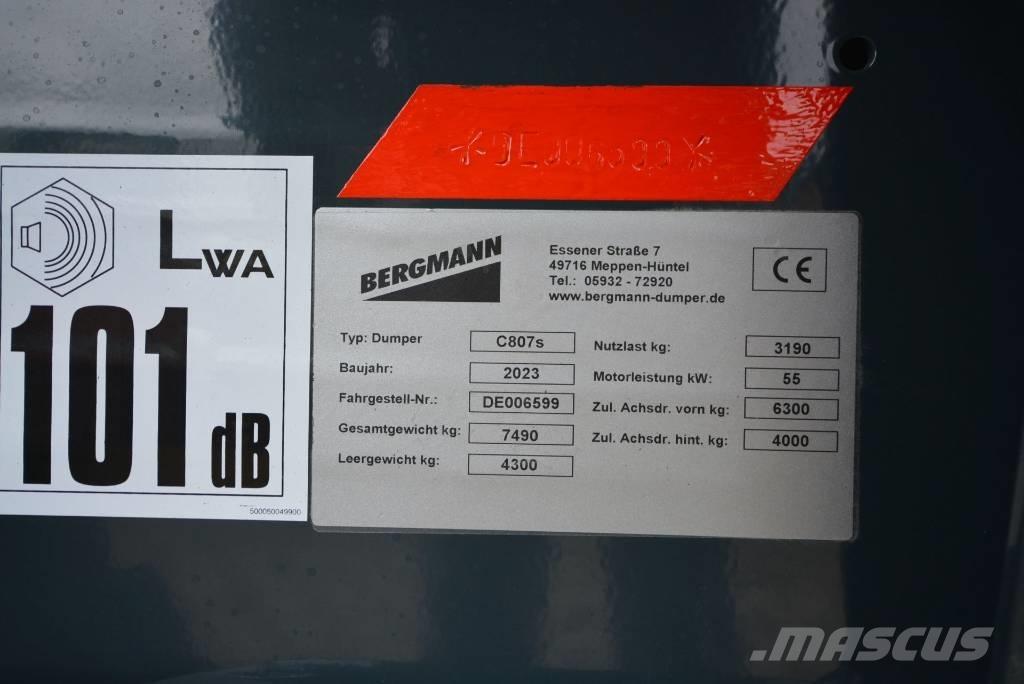 LWA
101
dB
500050049900
BERGMANN
Essener Straße 7
49716 Meppen-Hüntel
Tel.: 05932 - 72920
www.bergmann-dumper.de
CE
Typ: Dumper C807s
Baujahr: 2023
Fahrgestell-Nr.: DE006599
Gesamtgewicht kg: 7490
Leergewicht kg: 4300
Nutzlast kg: 3190
Motorleistung kW: 55
Zul. Achsdr. vorn kg: 6300
Zul. Achsdr. hint. kg: 4000
MASCUS